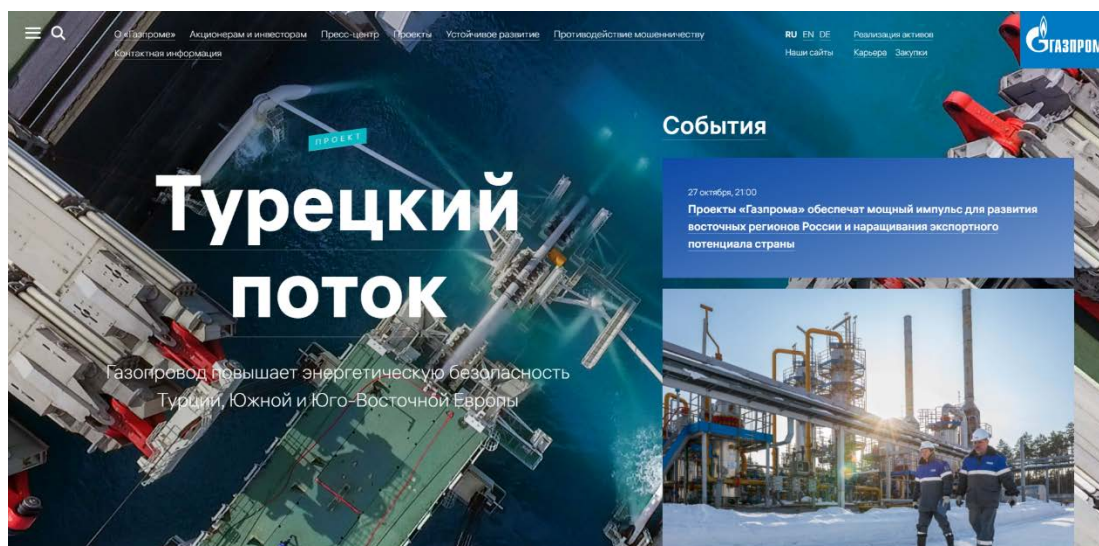 О «Газпроме» Акционерам и инвесторам Пресс-центр Проекты Устойчивое развитие Противодействие мошенничеству
Контактная информация
RU EN DE Реализация активов
Наши сайты Карьера Закупки
ГАЗПРОМ
ПРОЕКТ
Турецкий
поток
Газопровод повышает энергетическую безопасность
Турции, Южной и Юго-Восточной Европы
События
27 октября, 21:00
Проекты «Газпрома» обеспечат мощный импульс для развития
восточных регионов России и наращивания экспортного
потенциала страны